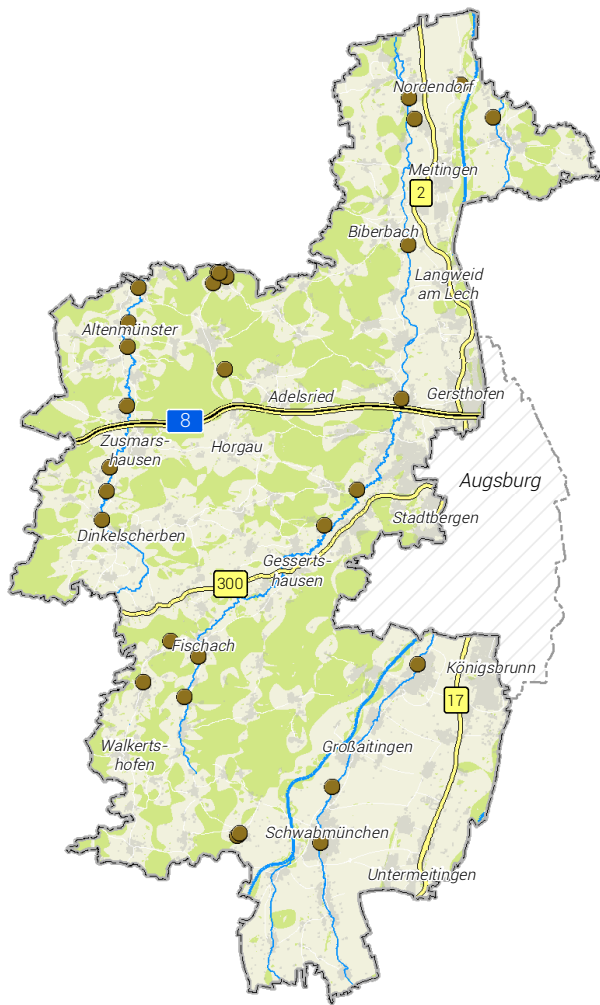 Nordendorf
Meitingen
2
Biberbach
Langweid
am Lech
Altenmünster
Adelsried
Gersthofen
8
Zusmars-
hausen
Horgau
Augsburg
Stadtbergen
Dinkelscherben
Gesserts-
hausen
300
Fischach
Königsbrunn
17
Walkerts-
hofen
Großaitingen
Schwabmünchen
Untermeitingen